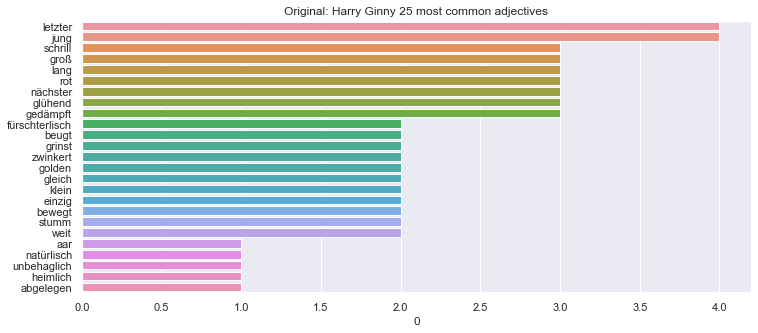 Original: Harry Ginny 25 most common adjectives
letzter
jung
schrill
groß
lang
rot
nächster
glühend
gedämpft
fürschterlisch
beugt
grinst
zwinkert
golden
gleich
klein
einzig
bewegt
stumm
weit
aar
natürlisch
unbehaglich
heimlich
abgelegen
0.0 0.5 1.0 1.5 2.0 2.5 3.0 3.5 4.0
0